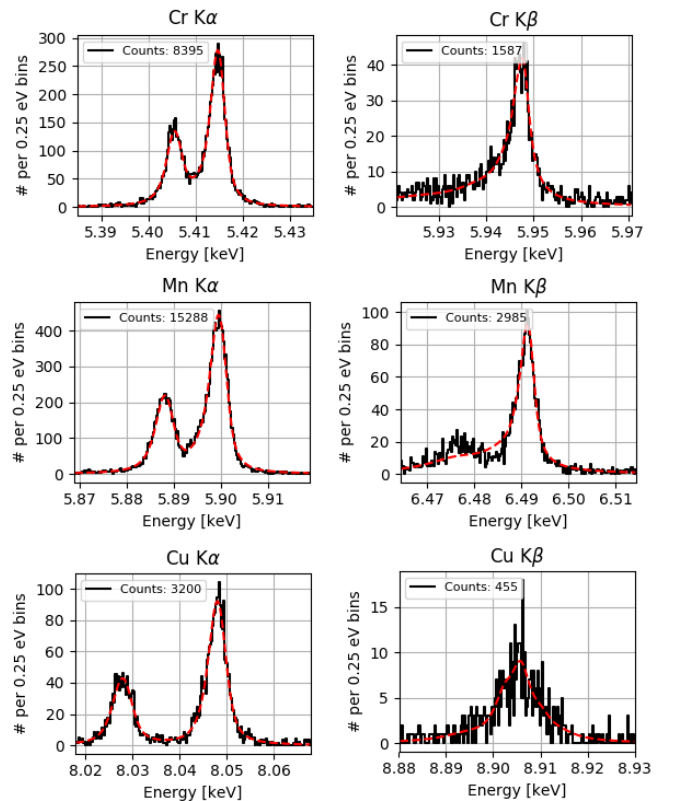 Cr Kα
# per 0.25 eV bins
300
250
200
150
100
50
0
Counts: 8395
5.39 5.40 5.41 5.42 5.43
Energy [keV]
Cr Kβ
# per 0.25 eV bins
40
30
20
10
0
Counts: 1587
5.93 5.94 5.95 5.96 5.97
Energy [keV]
Mn Kα
# per 0.25 eV bins
400
300
200
100
0
Counts: 15288
5.87 5.88 5.89 5.90 5.91
Energy [keV]
Mn Kβ
# per 0.25 eV bins
100
80
60
40
20
0
Counts: 2985
6.47 6.48 6.49 6.50 6.51
Energy [keV]
Cu Kα
# per 0.25 eV bins
100
80
60
40
20
0
Counts: 3200
8.02 8.03 8.04 8.05 8.06
Energy [keV]
Cu Kβ
# per 0.25 eV bins
15
10
5
0
Counts: 455
8.88 8.89 8.90 8.91 8.92 8.93
Energy [keV]